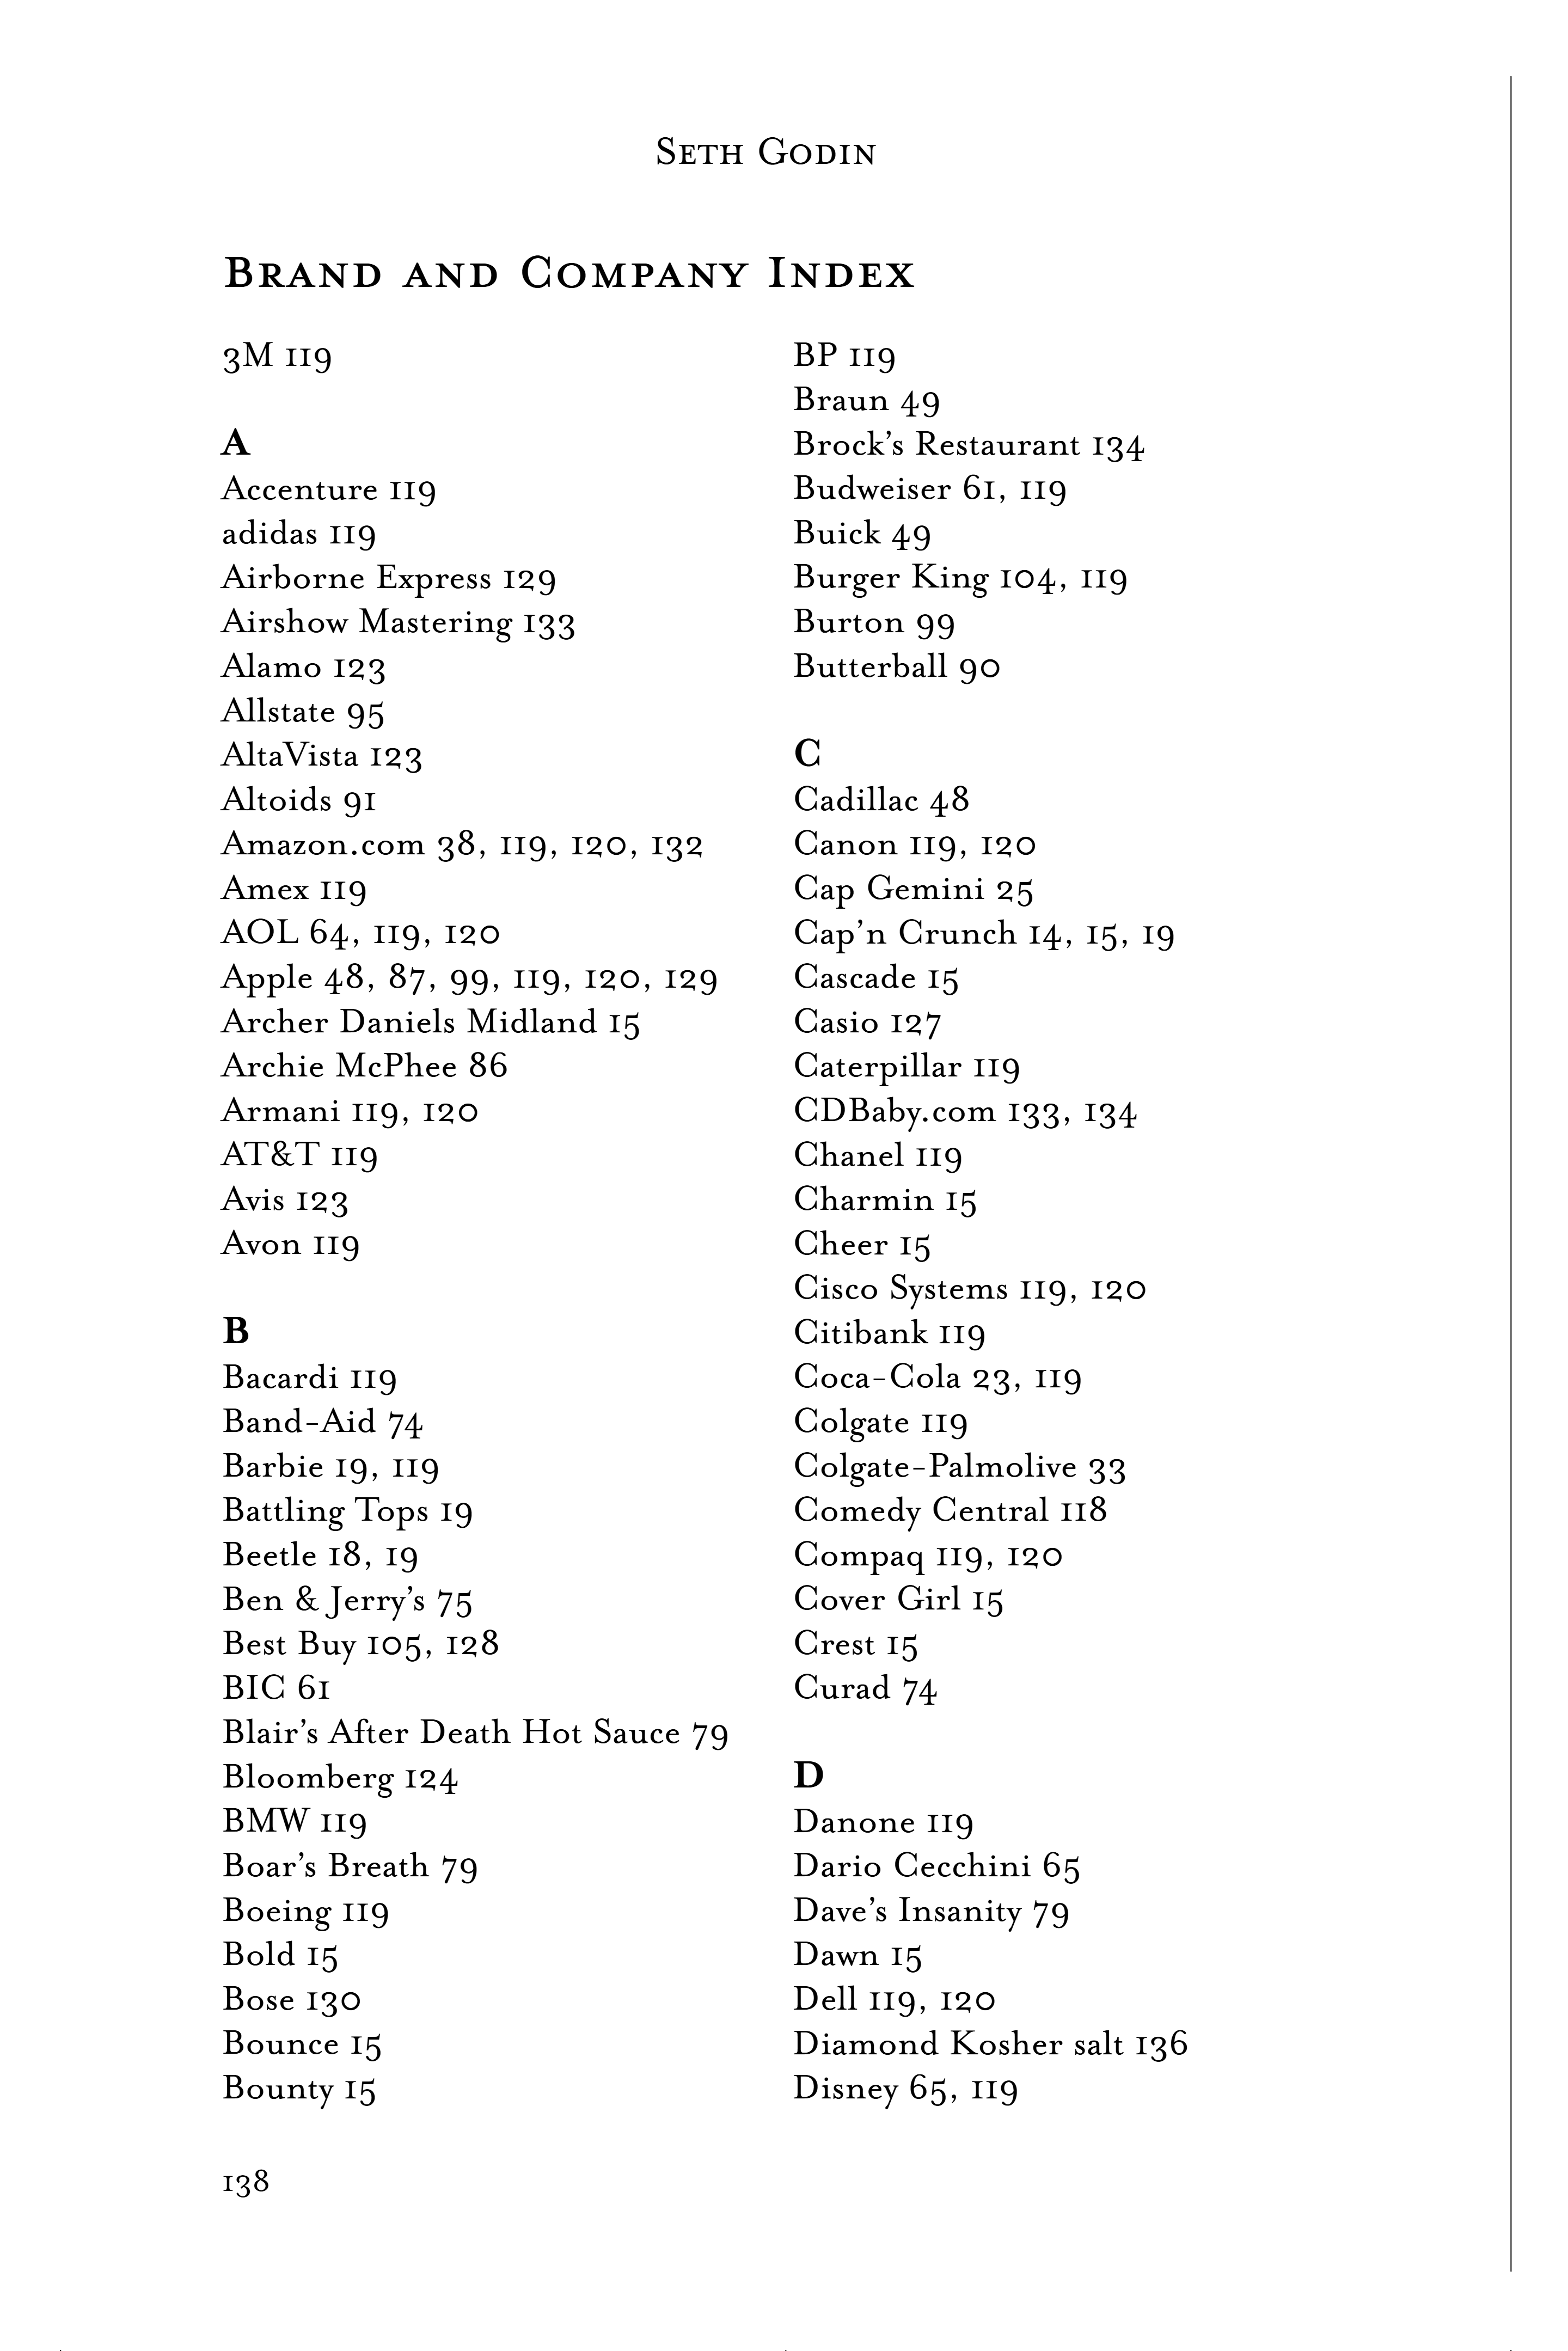 Seth Godin
Brand and Company Index
3M 119
A
Accenture 119
adidas 119
Airborne Express 129
Airshow Mastering 133
Alamo 123
Allstate 95
AltaVista 123
Altoids 91
Amazon.com 38, 119, 120, 132
Amex 119
AOL 64, 119, 120
Apple 48, 87, 99, 119, 120, 129
Archer Daniels Midland 15
Archie McPhee 86
Armani 119, 120
AT&T 119
Avis 123
Avon 119
B
Bacardi 119
Band-Aid 74
Barbie 19, 119
Battling Tops 19
Beetle 18, 19
Ben & Jerry’s 75
Best Buy 105, 128
BIC 61
Blair’s After Death Hot Sauce 79
Bloomberg 124
BMW 119
Boar’s Breath 79
Boeing 119
Bold 15
Bose 130
Bounce 15
Bounty 15
BP 119
Braun 49
Brock’s Restaurant 134
Budweiser 61, 119
Buick 49
Burger King 104, 119
Burton 99
Butterball 90
C
Cadillac 48
Canon 119, 120
Cap Gemini 25
Cap’n Crunch 14, 15, 19
Cascade 15
Casio 127
Caterpillar 119
CDBaby.com 133, 134
Chanel 119
Charmin 15
Cheer 15
Cisco Systems 119, 120
Citibank 119
Coca-Cola 23, 119
Colgate 119
Colgate-Palmolive 33
Comedy Central 118
Compaq 119, 120
Cover Girl 15
Crest 15
Curad 74
D
Danone 119
Dario Cecchini 65
Dave’s Insanity 79
Dawn 15
Dell 119, 120
Diamond Kosher salt 136
Disney 65, 119
138